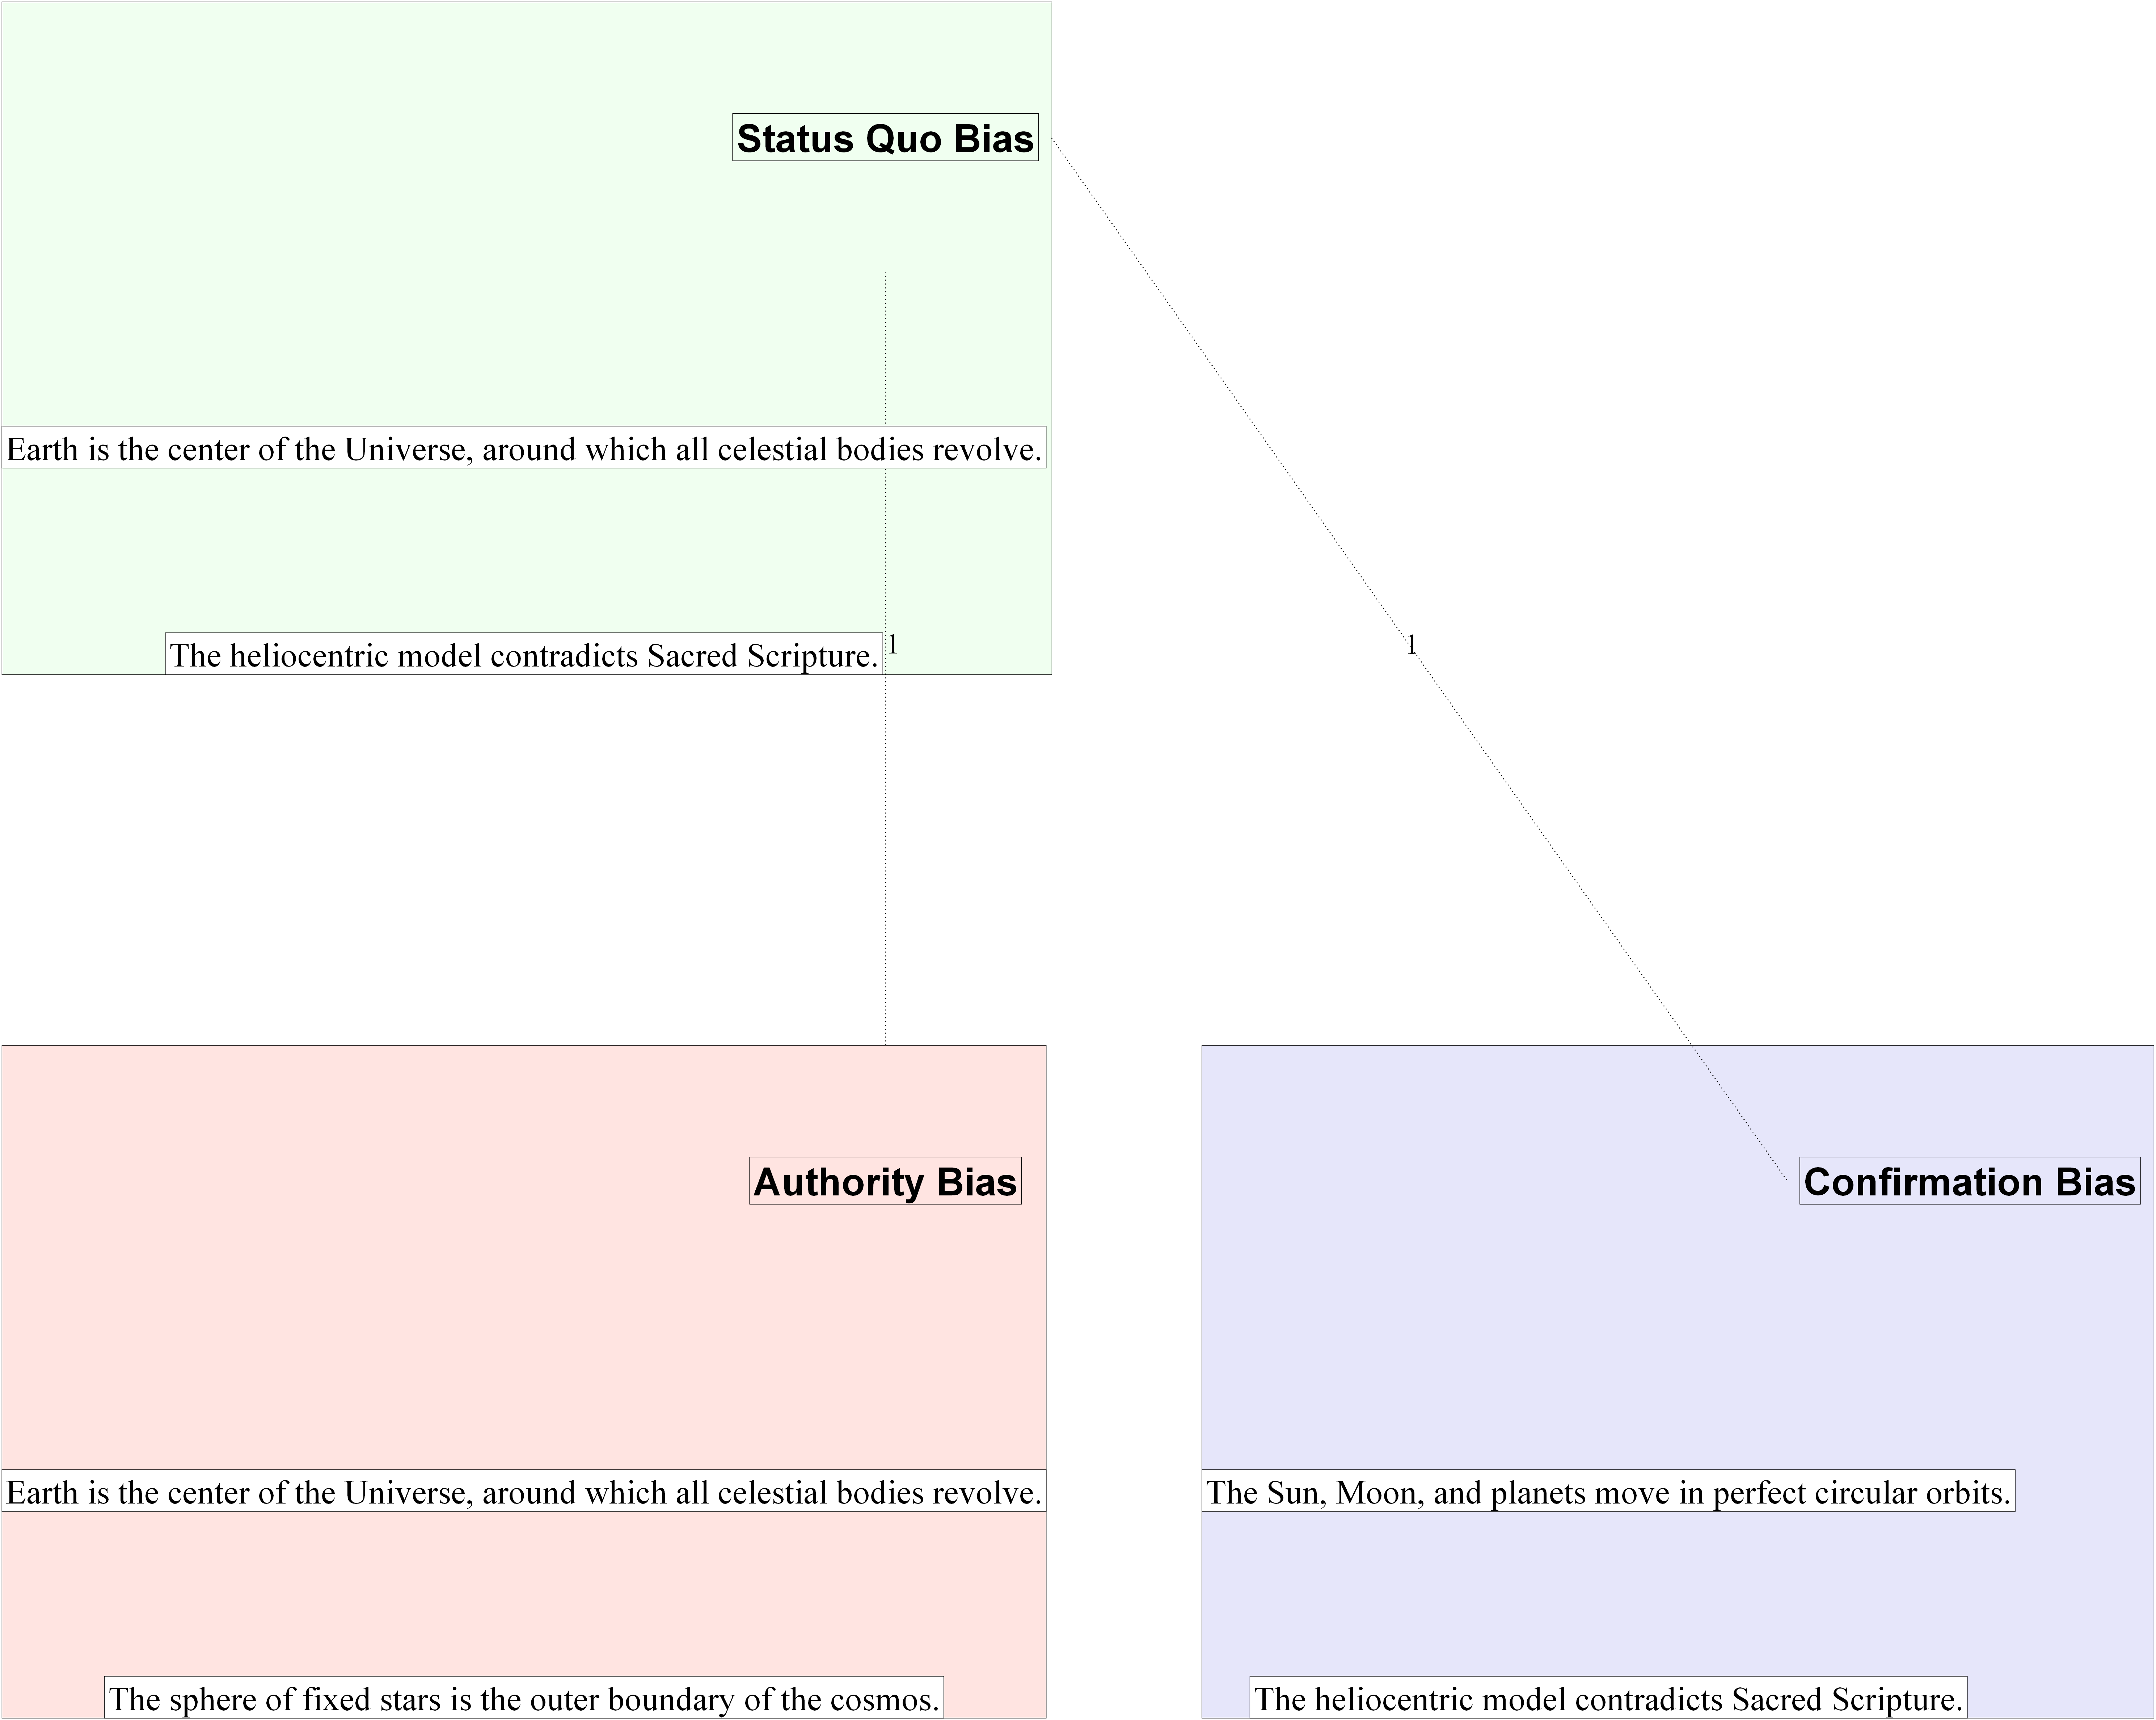 Status Quo Bias
Earth is the center of the Universe, around which all celestial bodies revolve.
The heliocentric model contradicts Sacred Scripture.
1
1
Authority Bias
Earth is the center of the Universe, around which all celestial bodies revolve.
The sphere of fixed stars is the outer boundary of the cosmos.
Confirmation Bias
The Sun, Moon, and planets move in perfect circular orbits.
The heliocentric model contradicts Sacred Scripture.